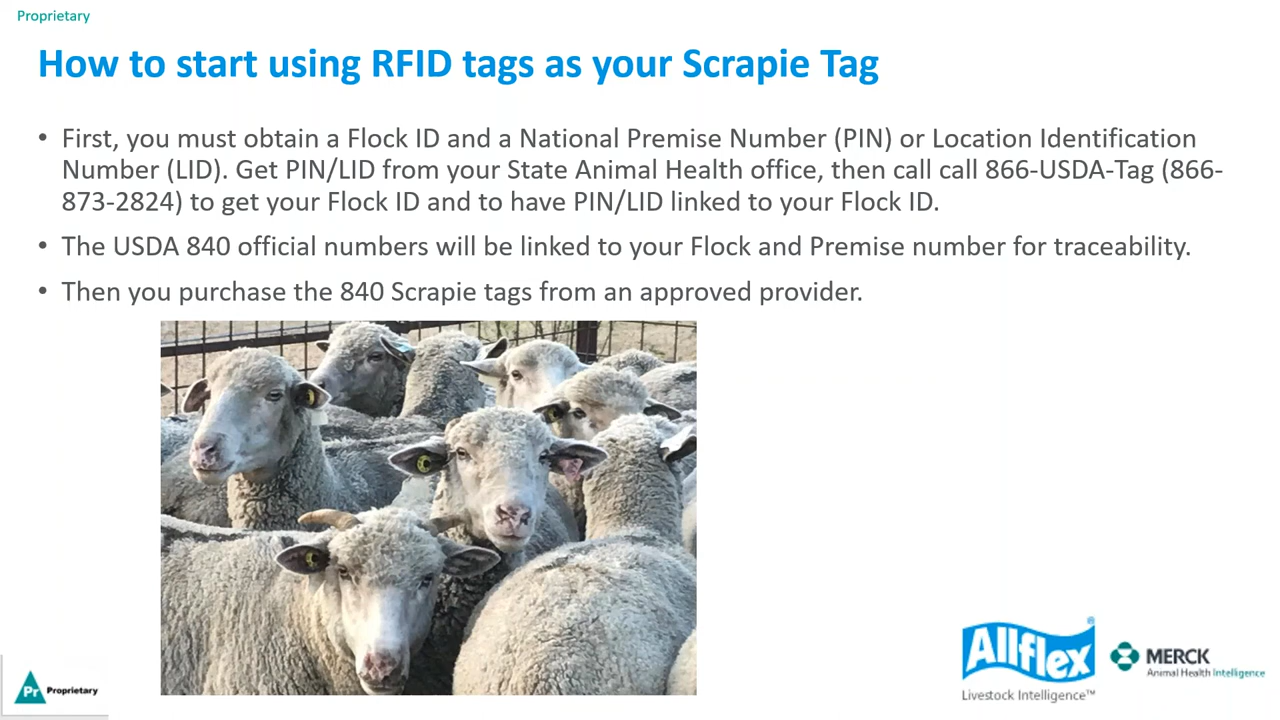 Proprietary
How to start using RFID tags as your Scrapie Tag
• First, you must obtain a Flock ID and a National Premise Number (PIN) or Location Identification
Number (LID). Get PIN/LID from your State Animal Health office, then call call 866-USDA-Tag (866-
873-2824) to get your Flock ID and to have PIN/LID linked to your Flock ID.
• The USDA 840 official numbers will be linked to your Flock and Premise number for traceability.
• Then you purchase the 840 Scrapie tags from an approved provider.
Allflex®
Livestock Intelligence™
MERCK
Animal Health Intelligence
Pr Proprietary